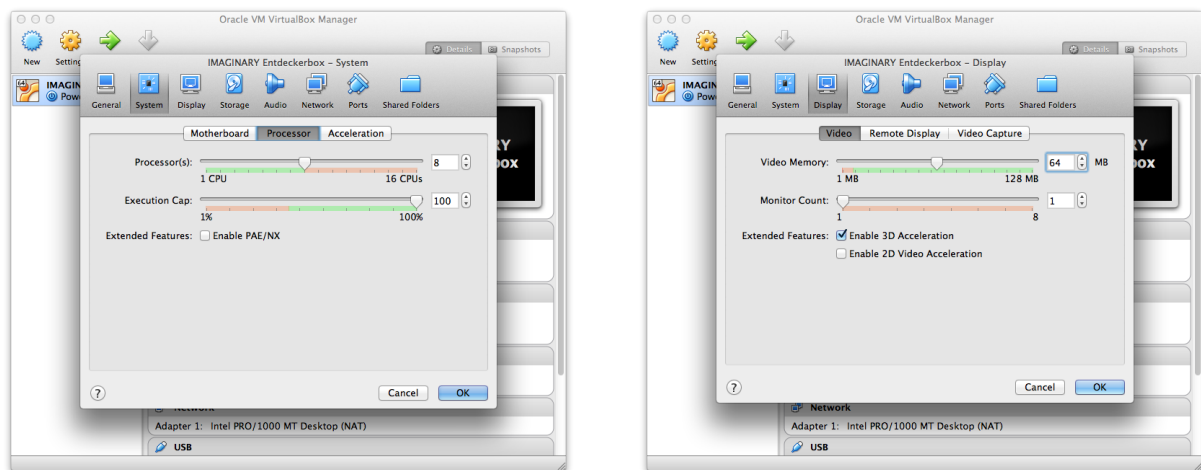 Oracle VM VirtualBox Manager
New
Details
Snapshots
IMAGINARY Entdeckerbox – System
General System Display Storage Audio Network Ports Shared Folders
Motherboard Processor Acceleration
Processor(s): 8
1 CPU 16 CPUs
Execution Cap: 100
1% 100%
Extended Features: Enable PAE/NX
? Cancel OK
Adapter 1: Intel PRO/1000 MT Desktop (NAT)
USB
Oracle VM VirtualBox Manager
New
Details
Snapshots
IMAGINARY Entdeckerbox – Display
General System Display Storage Audio Network Ports Shared Folders
Video Remote Display Video Capture
Video Memory: 64 MB
1 MB 128 MB
Monitor Count: 1
1 8
Extended Features: Enable 3D Acceleration
Enable 2D Video Acceleration
? Cancel OK
Network
Adapter 1: Intel PRO/1000 MT Desktop (NAT)
USB